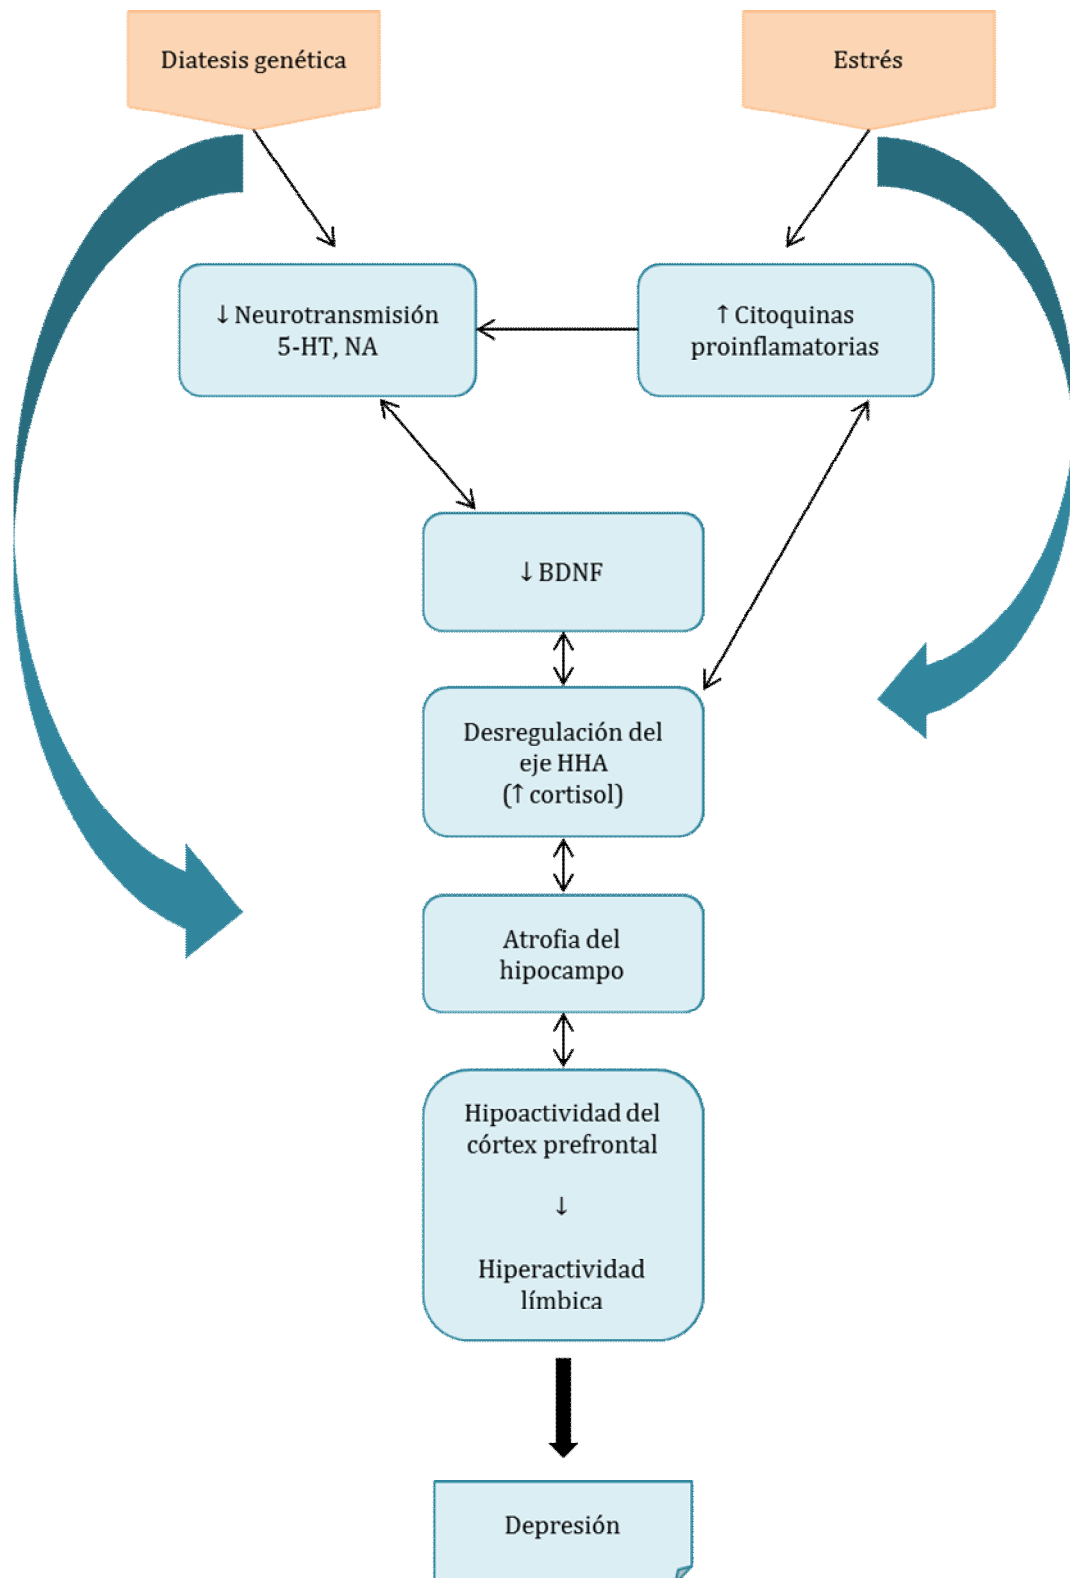 Diatesis genética
Estrés
↓ Neurotransmisión
5-HT, NA
↑ Citoquinas
proinflamatorias
↓ BDNF
Desregulación del
eje HHA
(↑ cortisol)
Atrofia del
hipocampo
Hipoactividad del
córtex prefrontal
↓
Hiperactividad
límbica
Depresión